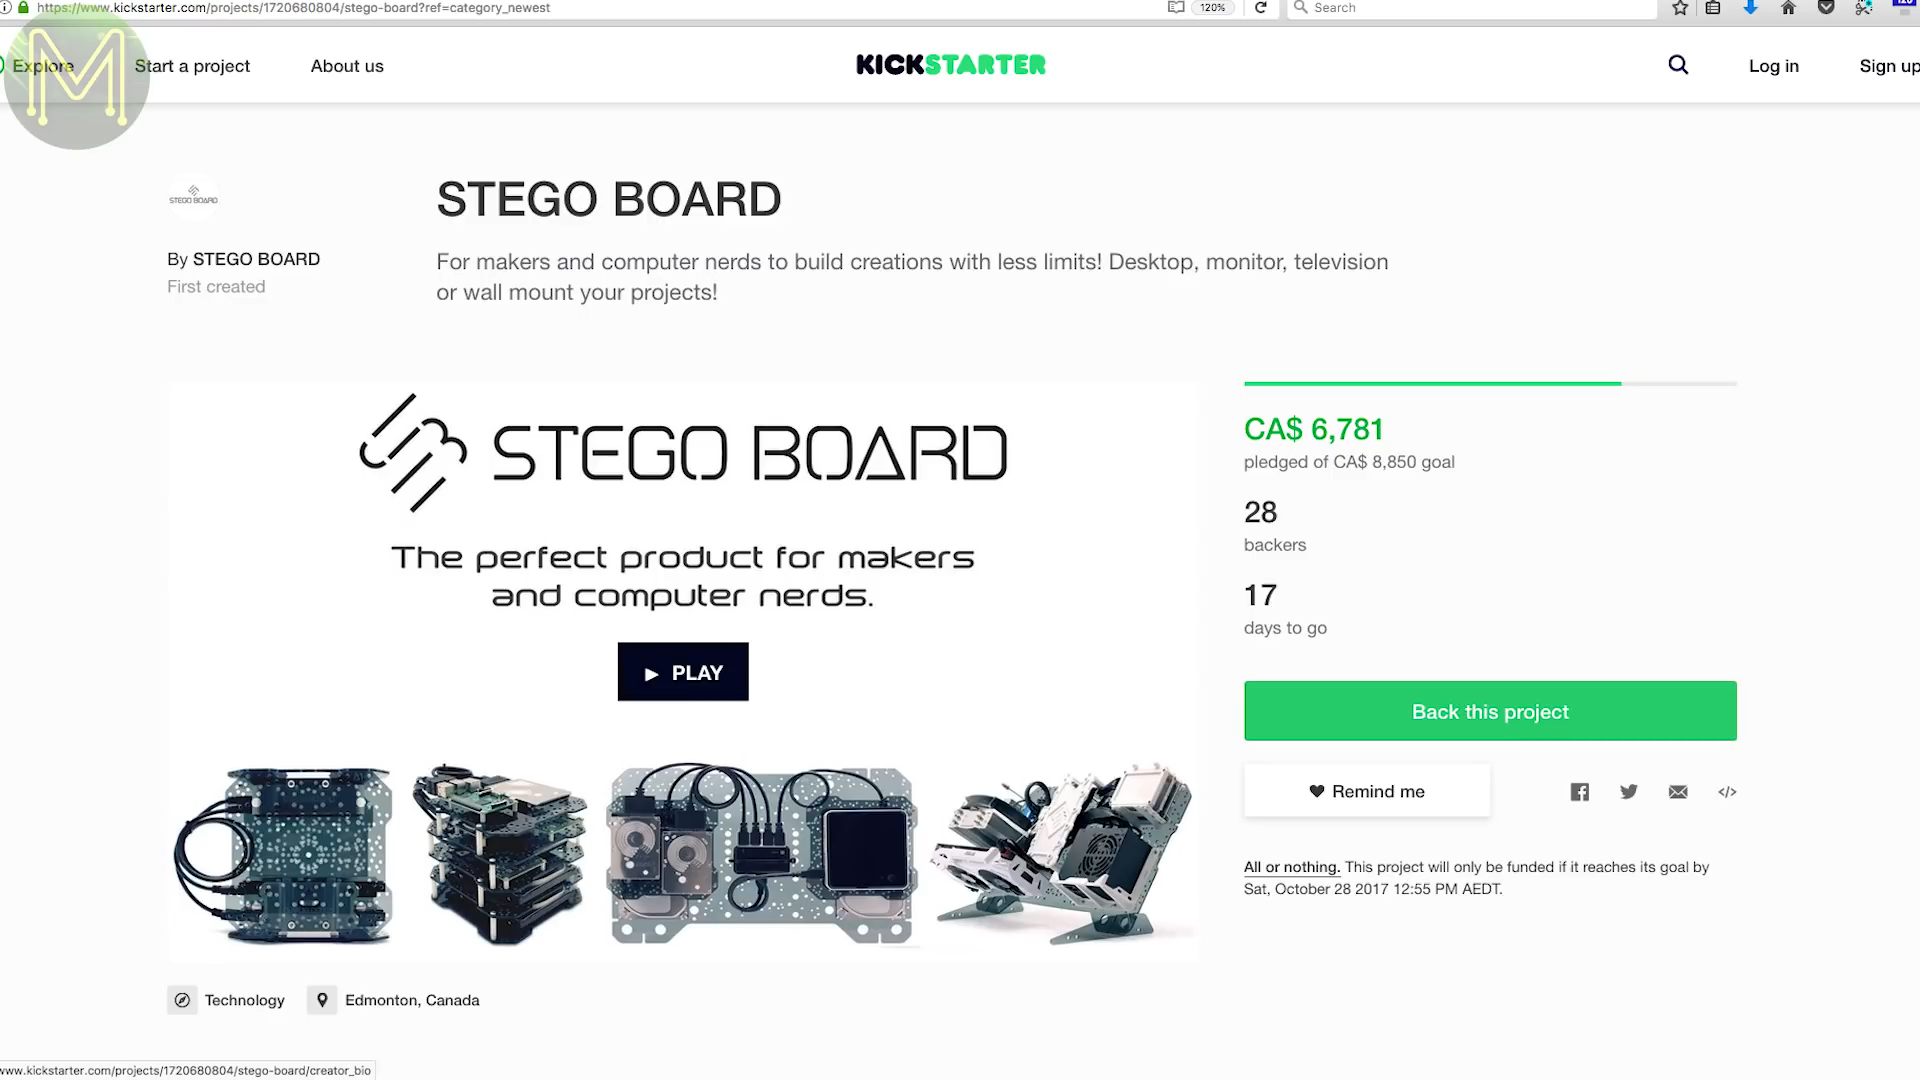 https://www.kickstarter.com/projects/1720680804/stego-board?ref=category_newest
120%
Search
Explore
Start a project
About us
KICKSTARTER
Log in
Sign up
M
STEGO BOARD
STEGO BOARD
By STEGO BOARD
First created
For makers and computer nerds to build creations with less limits! Desktop, monitor, television
or wall mount your projects!
STEGO BOARD
The perfect product for makers
and computer nerds.
PLAY
CA$ 6,781
pledged of CA$ 8,850 goal
28
backers
17
days to go
Back this project
Remind me
All or nothing. This project will only be funded if it reaches its goal by
Sat, October 28 2017 12:55 PM AEDT.
Technology
Edmonton, Canada
www.kickstarter.com/projects/1720680804/stego-board/creator_bio